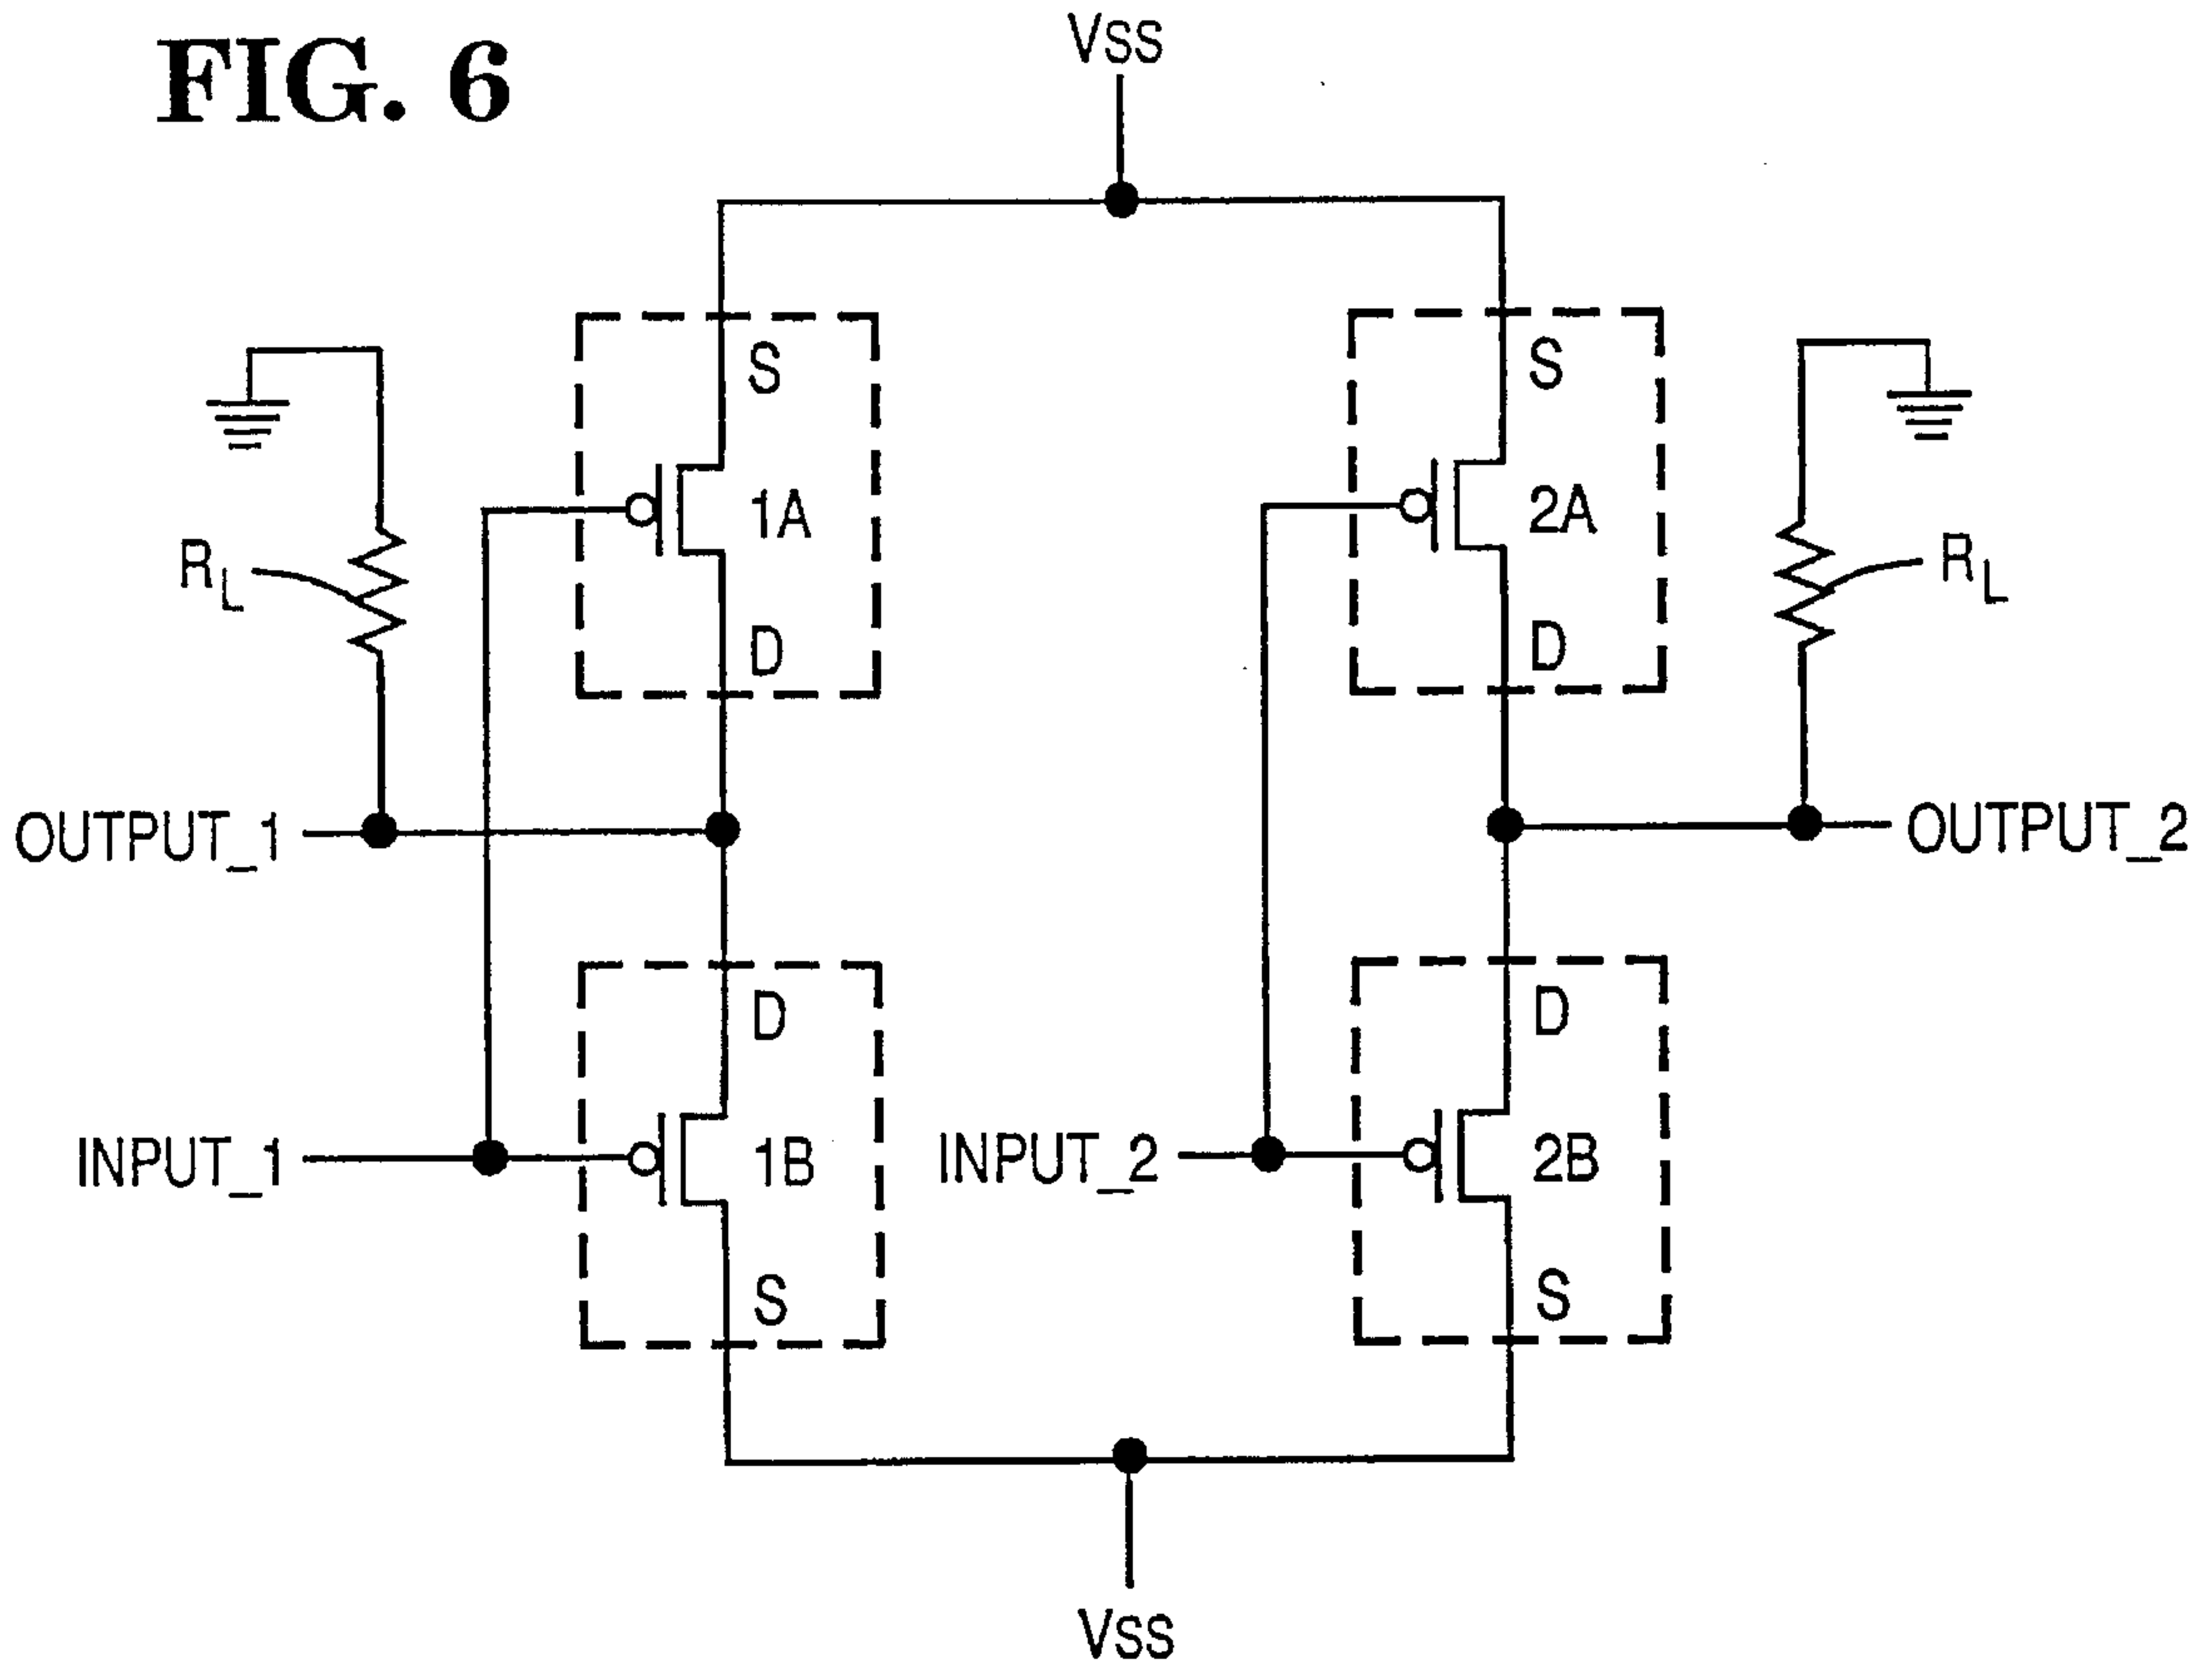 FIG. 6
VSS
S
S
1A
2A
RL
RL
D
D
OUTPUT_1
OUTPUT_2
D
D
INPUT_1
1B
INPUT_2
2B
S
S
VSS